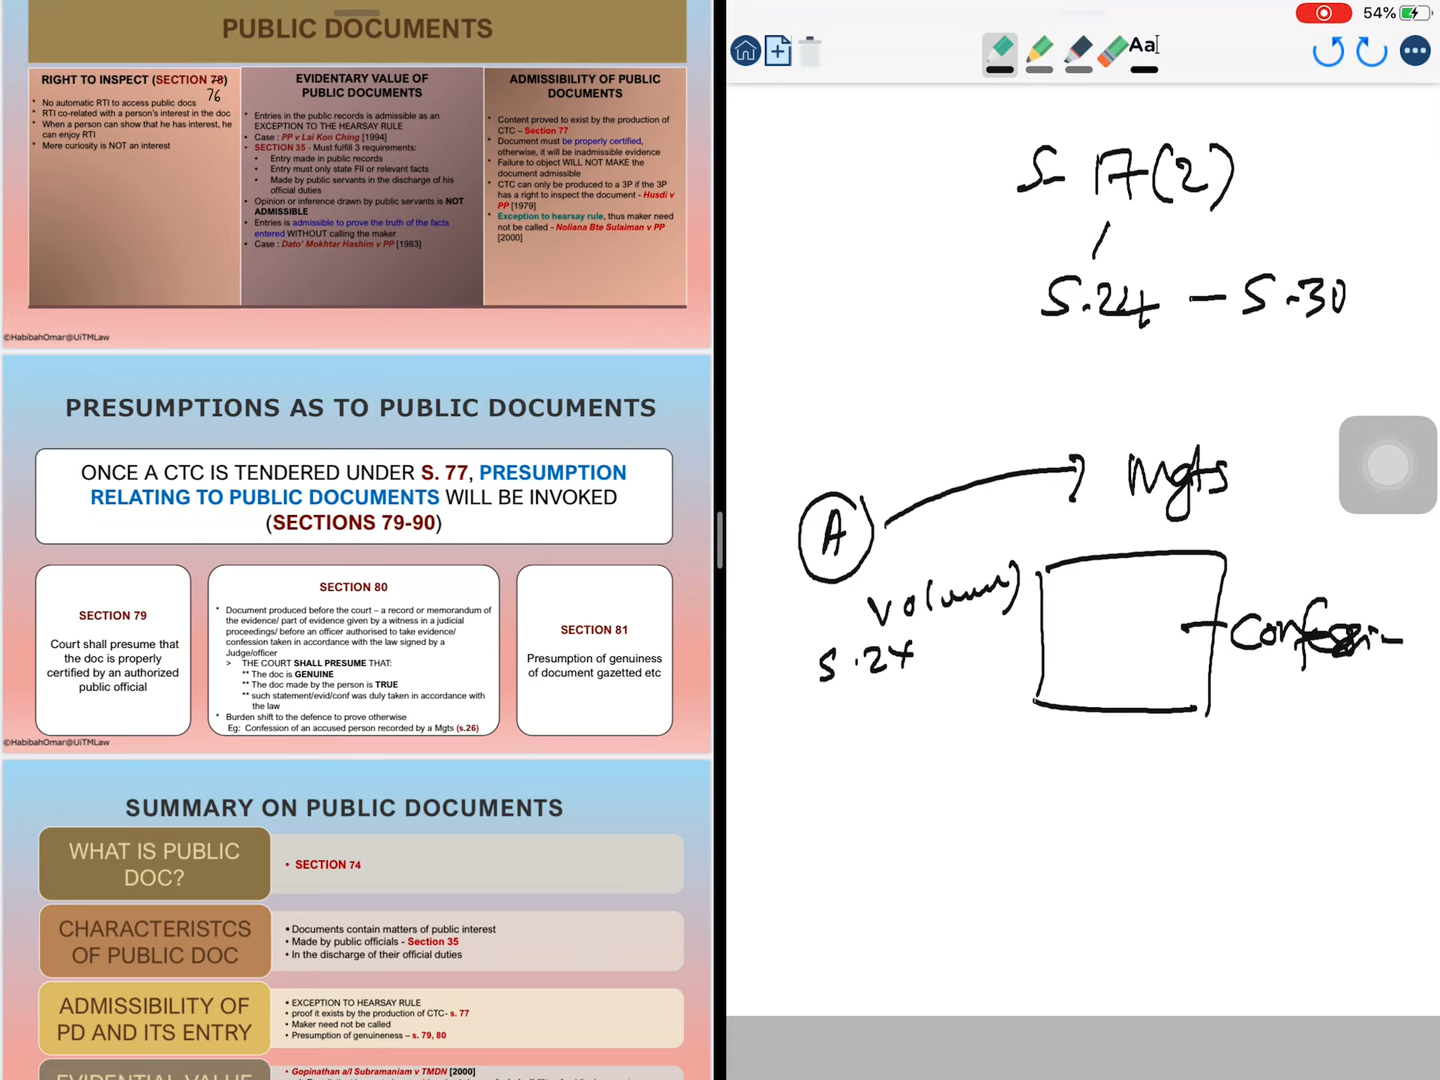 PUBLIC DOCUMENTS
RIGHT TO INSPECT (SECTION 78)
76
• No automatic RTI to access public docs
• RTI co-related with a person's interest in the doc
• When a person can show that he has interest, he
can enjoy RTI
• Mere curiosity is NOT an interest
EVIDENTARY VALUE OF
PUBLIC DOCUMENTS
• Entries in the public records is admissible as an
EXCEPTION TO THE HEARSAY RULE
• Case : PP v Lai Kon Ching [1994]
• SECTION 35 - Must fulfill 3 requirements:
• Entry made in public records
• Entry must only state FII or relevant facts
• Made by public servants in the discharge of his
official duties
• Opinion or inference drawn by public servants is NOT
ADMISSIBLE
• Entries is admissible to prove the truth of the facts
entered WITHOUT calling the maker
• Case : Dato' Mokhtar Hashim v PP [1983]
ADMISSIBILITY OF PUBLIC
DOCUMENTS
• Content proved to exist by the production of
CTC – Section 77
• Document must be properly certified,
otherwise, it will be inadmissible evidence
• Failure to object WILL NOT MAKE the
document admissible
• CTC can only be produced to a 3P if the 3P
has a right to inspect the document - Husdi v
PP [1979]
• Exception to hearsay rule, thus maker need
not be called - Noliana Bte Sulaiman v PP
[2000]
©HabibahOmar@UiTMLaw
PRESUMPTIONS AS TO PUBLIC DOCUMENTS
ONCE A CTC IS TENDERED UNDER S. 77, PRESUMPTION
RELATING TO PUBLIC DOCUMENTS WILL BE INVOKED
(SECTIONS 79-90)
SECTION 79
Court shall presume that
the doc is properly
certified by an authorized
public official
SECTION 80
• Document produced before the court – a record or memorandum of
the evidence/ part of evidence given by a witness in a judicial
proceedings/ before an officer authorised to take evidence/
confession taken in accordance with the law signed by a
Judge/officer
> THE COURT SHALL PRESUME THAT:
** The doc is GENUINE
** The doc made by the person is TRUE
** such statement/evid/conf was duly taken in accordance with
the law
• Burden shift to the defence to prove otherwise
Eg: Confession of an accused person recorded by a Mgts (s.26)
SECTION 81
Presumption of genuineness
of document gazetted etc
©HabibahOmar@UiTMLaw
SUMMARY ON PUBLIC DOCUMENTS
WHAT IS PUBLIC
DOC?
• SECTION 74
CHARACTERISTCS
OF PUBLIC DOC
▪ Documents contain matters of public interest
▪ Made by public officials - Section 35
▪ In the discharge of their official duties
ADMISSIBILITY OF
PD AND ITS ENTRY
▪ EXCEPTION TO HEARSAY RULE
▪ proof it exists by the production of CTC- s. 77
▪ Maker need not be called
▪ Presumption of genuineness – s. 79, 80
EVIDENTIAL VALUE
• Gopinathan a/l Subramaniam v TMDN [2000]
54%
Aa
S 17(2)
S.24 — S.30
A
Mgts
S.24